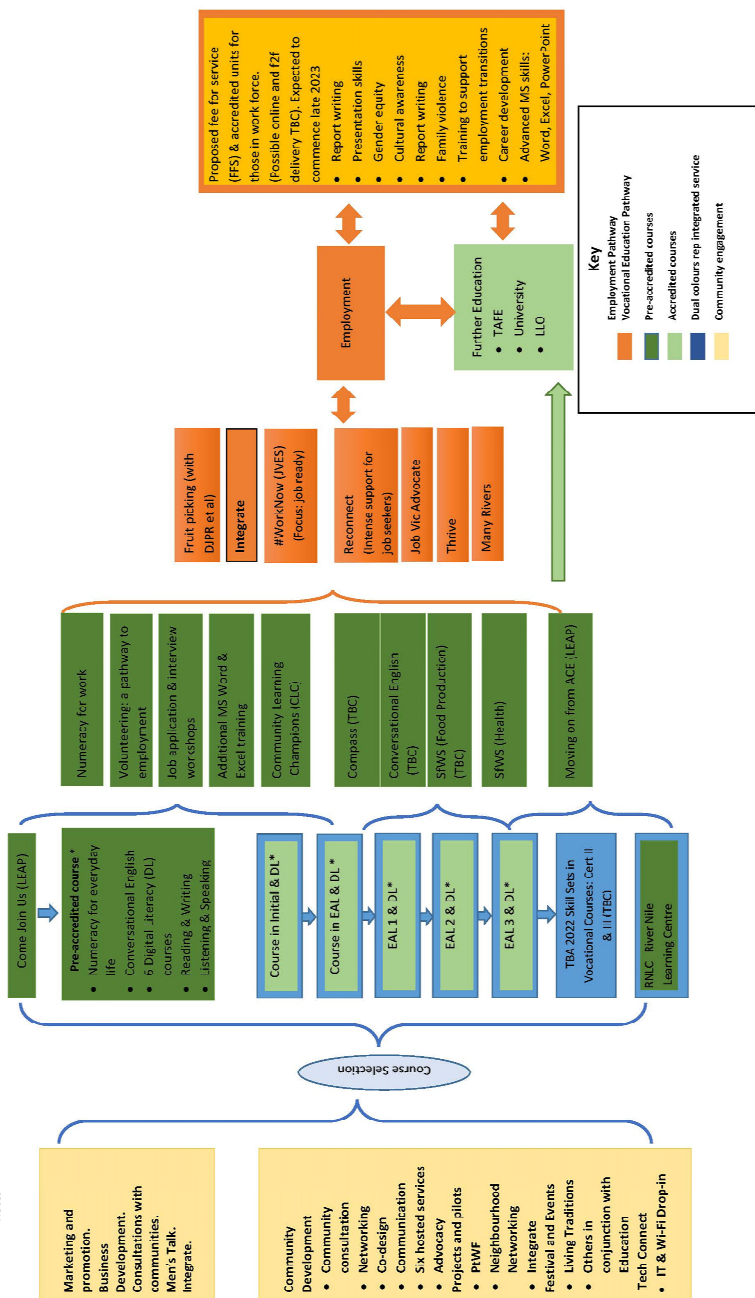 Marketing and
promotion.
Business
Development.
Consultations with
communities.
Men's Talk.
Integrate.
Community
Development
• Community
consultation
• Networking
• Co-design
• Communication
• Six hosted services
• Advocacy
Projects and pilots
• PtWF
• Neighbourhood
Networking
• Integrate
Festival and Events
• Living Traditions
• Others in
conjunction with
Education
Tech Connect
• IT & Wi-Fi Drop-in
Course Selection
Come Join Us (LEAP)
Pre-accredited course *
• Numeracy for everyday
life
• Conversational English
• 6 Digital Literacy (DL)
courses
• Reading & Writing
• Listening & Speaking
Course in Initial & DL*
Course in EAL & DL*
EAL 1 & DL*
EAL 2 & DL*
EAL 3 & DL*
TBA 2022 Skill Sets in
Vocational Courses: Cert II
& III (TBC)
RNLC River Nile
Learning Centre
Numeracy for work
Volunteering: a pathway to
employment
Job application & interview
workshops
Additional MS Word &
Excel training
Community Learning
Champions (CLC)
Compass (TBC)
Conversational English
(TBC)
SfWS (Food Production)
(TBC)
SfWS (Health)
Moving on from ACE (LEAP)
Fruit picking (with
DJPR et al)
Integrate
#WorkNow (JVES)
(Focus: job ready)
Reconnect
(Intense support for
job seekers)
Job Vic Advocate
Thrive
Many Rivers
Employment
Further Education
• TAFE
• University
• LLO
Proposed fee for service
(FFS) & accredited units for
those in work force.
(Possible online and f2f
delivery TBC). Expected to
commence late 2023
• Report writing
• Presentation skills
• Gender equity
• Cultural awareness
• Report writing
• Family violence
• Training to support
employment transitions
• Career development
• Advanced MS skills:
Word, Excel, PowerPoint
Key
Employment Pathway
Vocational Education Pathway
Pre-accredited courses
Accredited courses
Dual colours rep integrated service
Community engagement